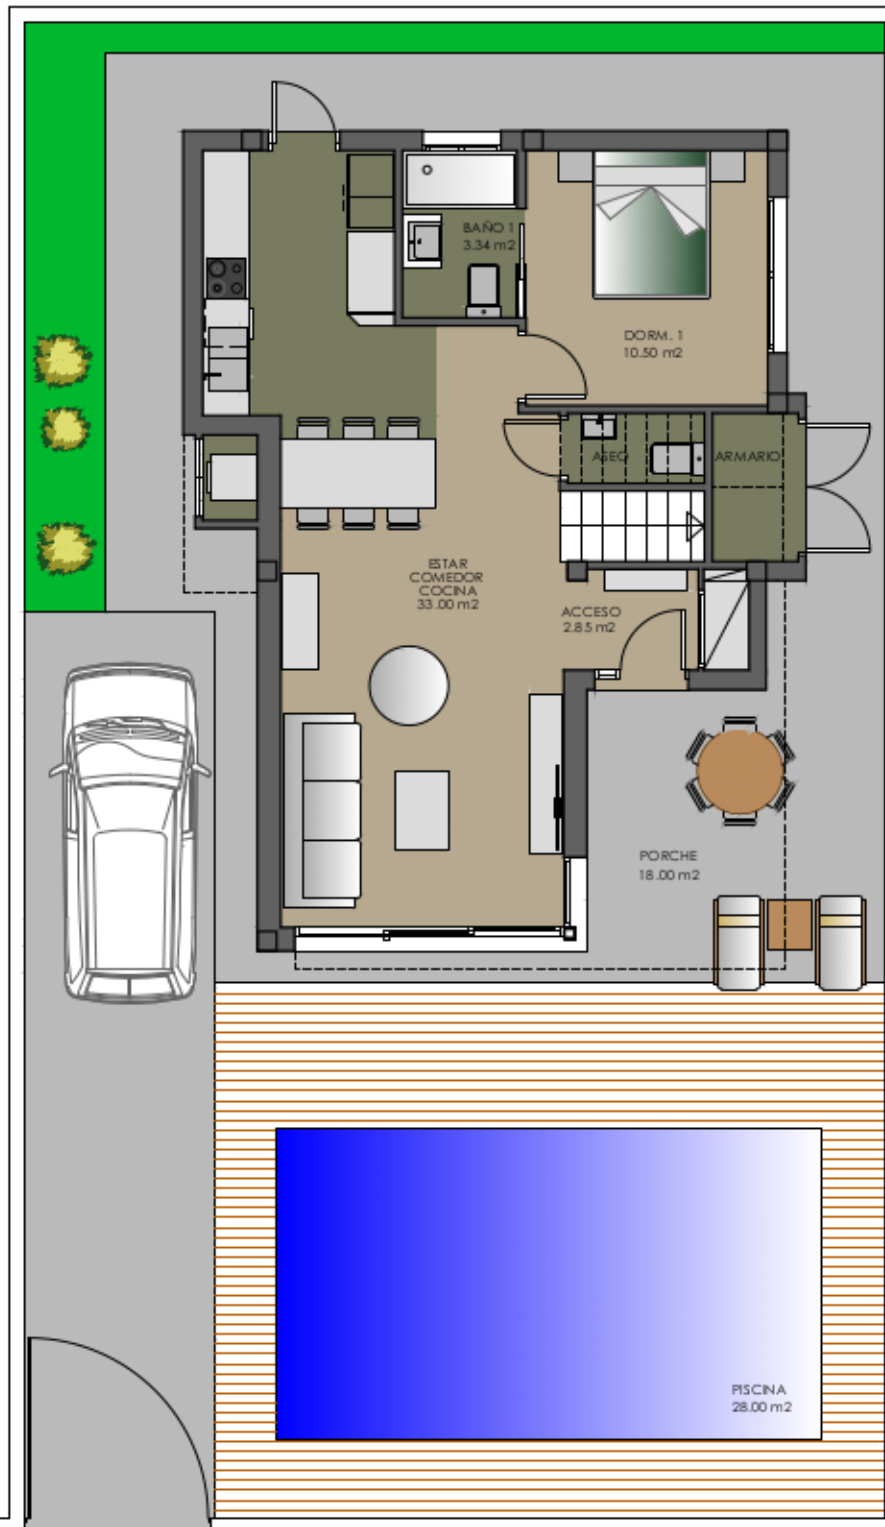 BAÑO 1
3.34 m2
DORM. 1
10.50 m2
ASEO
ARMARIO
ESTAR
COMEDOR
COCINA
33.00 m2
ACCESO
2.85 m2
PORCHE
18.00 m2
PISCINA
28.00 m2